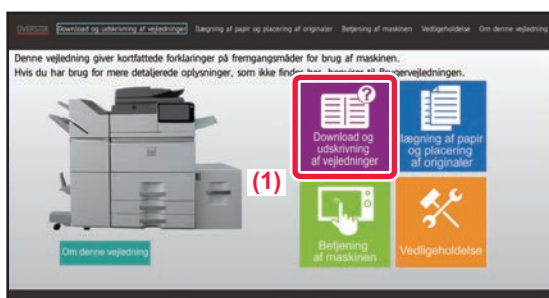 OVERSIDE Download og udskrivning af vejledninger Ilægning af papir og placering af originaler Betjening af maskinen Vedligeholdelse Om denne vejledning
Denne vejledning giver kortfattede forklaringer på fremgangsmåder for brug af maskinen.
Hvis du har brug for mere detaljerede oplysninger, som ikke findes her, henvises til Brugervejledningen.
Download og
udskrivning
af vejledninger
lægning af papir
og placering
af originaler
(1)
Betjening
af maskinen
Vedligeholdelse
Om denne vejledning